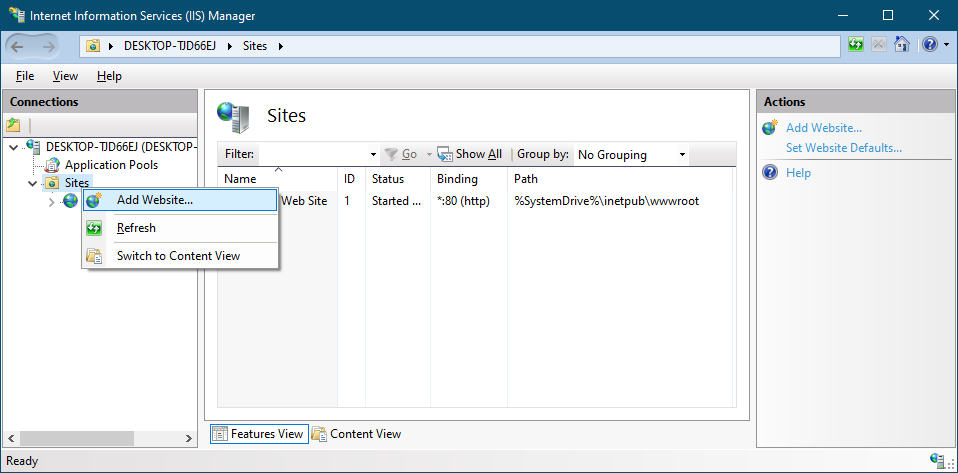 Internet Information Services (IIS) Manager
DESKTOP-TJD66EJ Sites
File View Help
Connections
DESKTOP-TJD66EJ (DESKTOP-
Application Pools
Sites
Add Website...
Refresh
Switch to Content View
Sites
Filter: Go Show All Group by: No Grouping
Name ID Status Binding Path
Web Site 1 Started ... *:80 (http) %SystemDrive%\inetpub\wwwroot
Features View Content View
Actions
Add Website...
Set Website Defaults...
Help
Ready